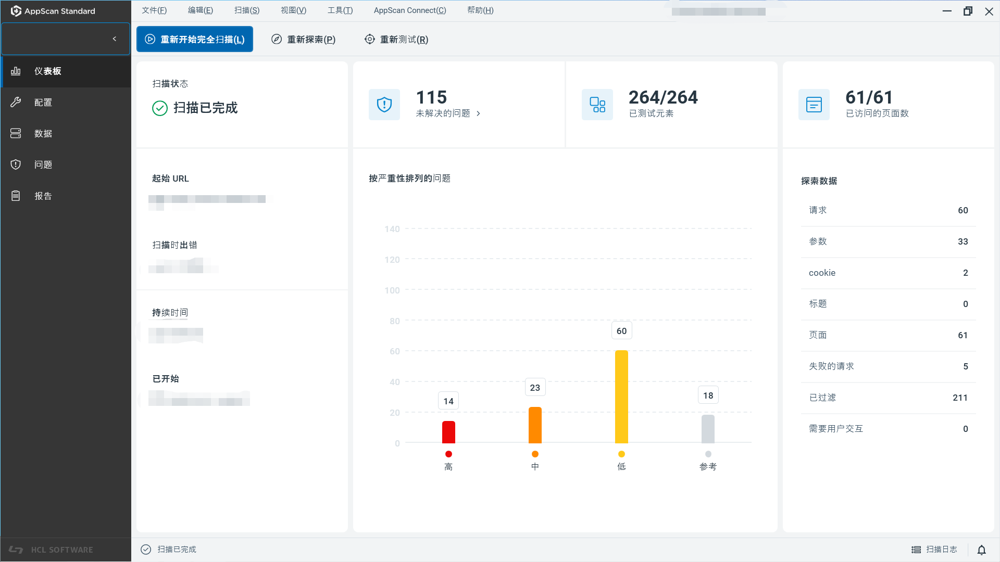 AppScan Standard
文件(F) 编辑(E) 扫描(S) 视图(V) 工具(T) AppScan Connect(C) 帮助(H)
重新开始完全扫描(L) 重新探索(P) 重新测试(R)
仪表板
配置
数据
问题
报告
扫描状态
扫描已完成
115
未解决的问题
264/264
已测试元素
61/61
已访问的页面数
起始 URL
扫描时出错
持续时间
已开始
按严重性排列的问题
140
120
100
80
60
40
20
0
14
23
60
18
高
中
低
参考
探索数据
请求 60
参数 33
cookie 2
标题 0
页面 61
失败的请求 5
已过滤 211
需要用户交互 0
HCL SOFTWARE
扫描已完成
扫描日志